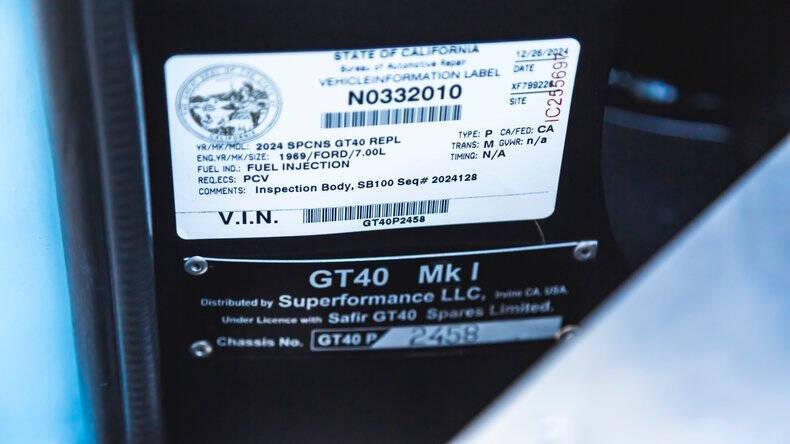 STATE OF CALIFORNIA
Bureau of Automotive Repair
VEHICLE INFORMATION LABEL
N0332010
12/26/2024
DATE
SITE
YR/MK/MDL: 2024 SPCNS GT40 REPL
ENG.YR/MK/SIZE: 1969/FORD/7.00L
FUEL IND.: FUEL INJECTION
REQ.ECS: PCV
COMMENTS: Inspection Body, SB100 Seq# 2024128
TYPE: P CA/FED: CA
TRANS: M GVWR: n/a
TIMING: N/A
V.I.N.
GT40P2458
GT40 Mk I
Distributed by Superformance LLC, Irvine CA, USA.
Under Licence with Safir GT40 Spares Limited.
Chassis No. GT40 P 2458